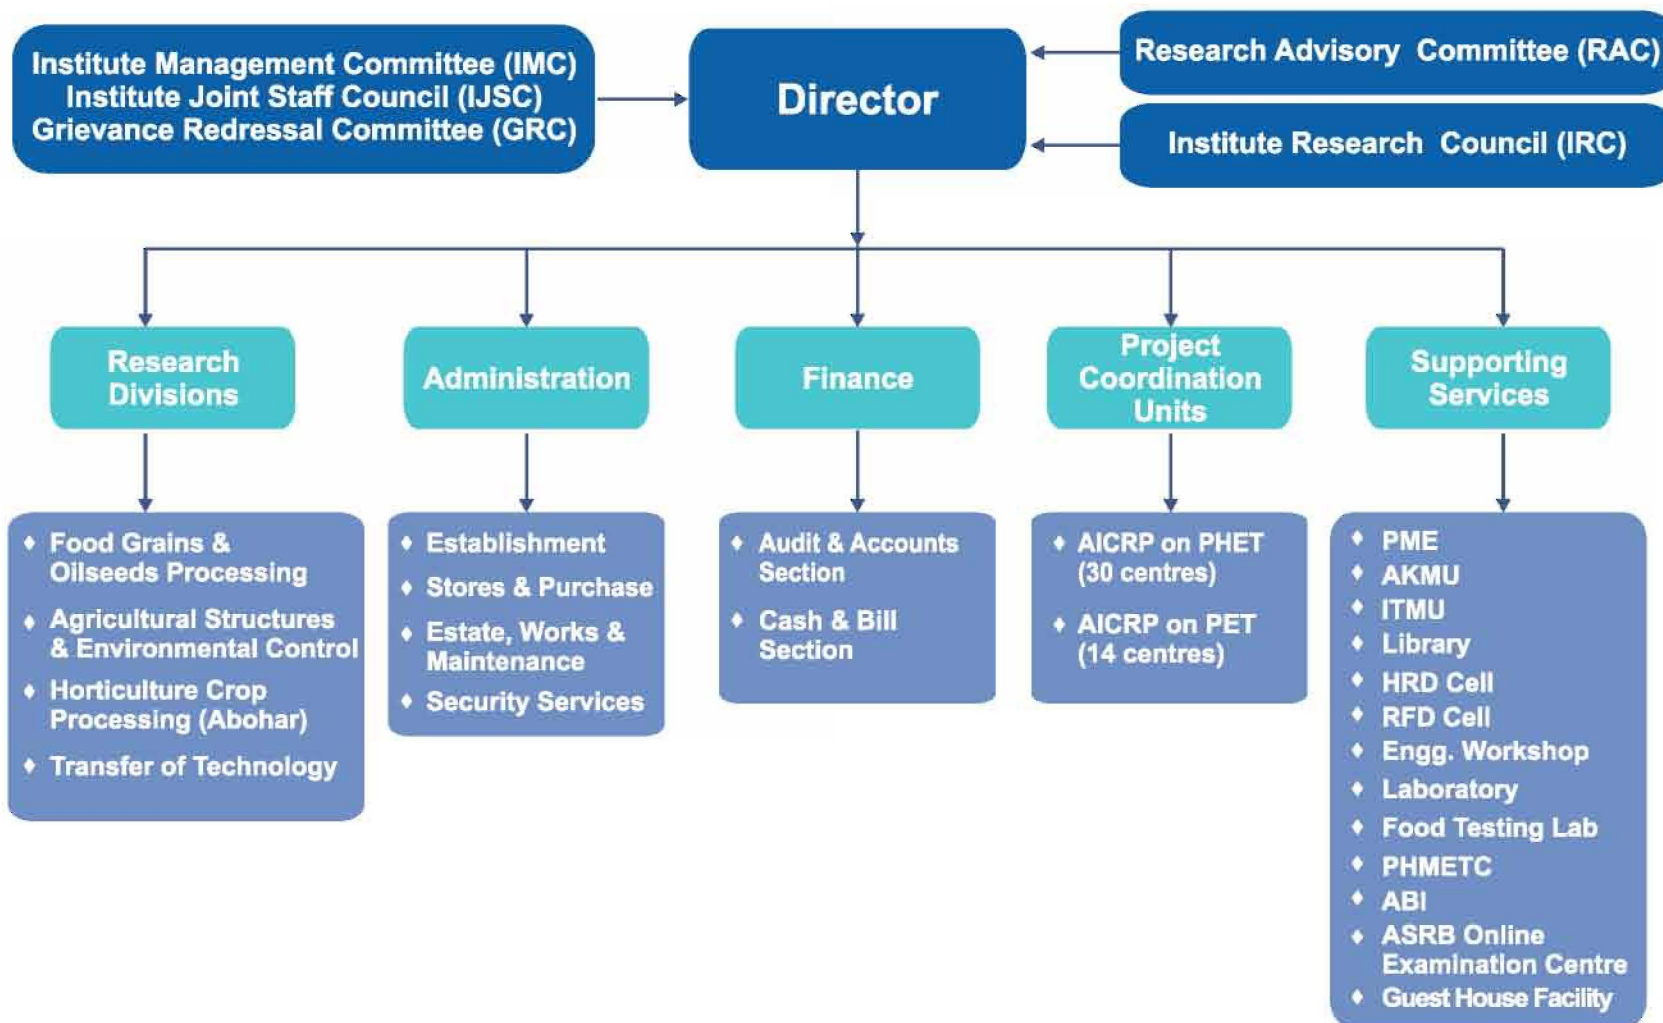 Institute Management Committee (IMC)
Institute Joint Staff Council (IJSC)
Grievance Redressal Committee (GRC)
Director
Research Advisory Committee (RAC)
Institute Research Council (IRC)
Research
Divisions
Administration
Finance
Project
Coordination
Units
Supporting
Services
♦ Food Grains &
Oilseeds Processing
♦ Agricultural Structures
& Environmental Control
♦ Horticulture Crop
Processing (Abohar)
♦ Transfer of Technology
♦ Establishment
♦ Stores & Purchase
♦ Estate, Works &
Maintenance
♦ Security Services
♦ Audit & Accounts
Section
♦ Cash & Bill
Section
♦ AICRP on PHET
(30 centres)
♦ AICRP on PET
(14 centres)
♦ PME
♦ AKMU
♦ ITMU
♦ Library
♦ HRD Cell
♦ RFD Cell
♦ Engg. Workshop
♦ Laboratory
♦ Food Testing Lab
♦ PHMETC
♦ ABI
♦ ASRB Online
Examination Centre
♦ Guest House Facility